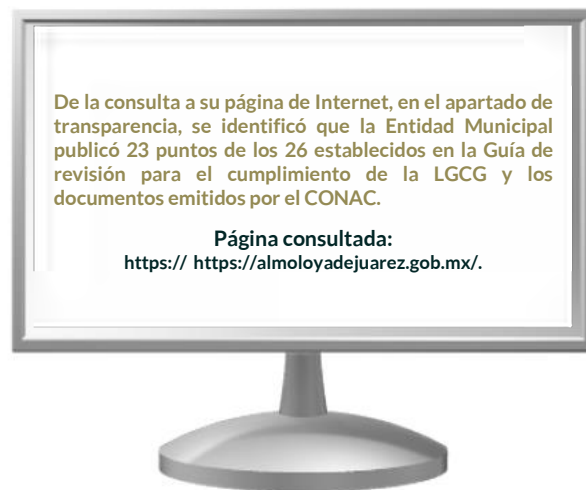 De la consulta a su página de Internet, en el apartado de
transparencia, se identificó que la Entidad Municipal
publicó 23 puntos de los 26 establecidos en la Guía de
revisión para el cumplimiento de la LGCG y los
documentos emitidos por el CONAC.
Página consultada:
https:// https://almoloyadejuarez.gob.mx/.